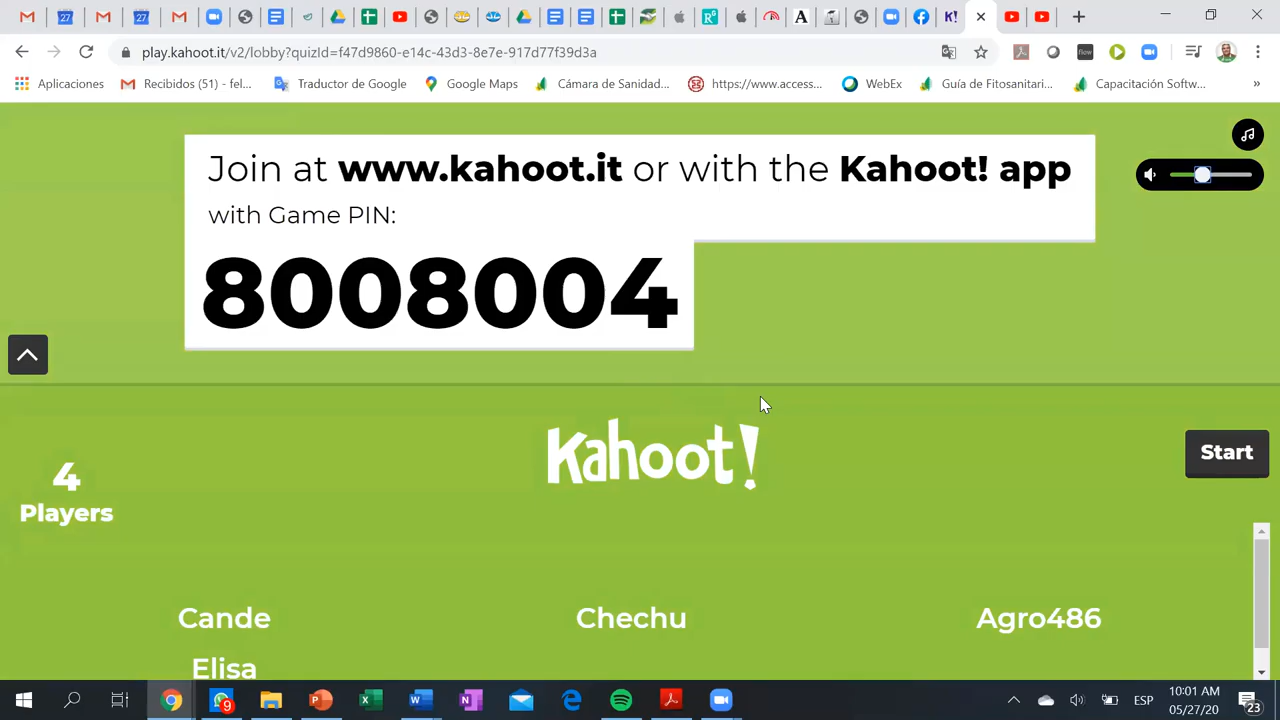 play.kahoot.it/v2/lobby?quizId=f47d9860-e14c-43d3-8e7e-917d77f39d3a
Aplicaciones
Recibidos (51) - fel...
Traductor de Google
Google Maps
Cámara de Sanidad...
https://www.access...
WebEx
Guía de Fitosanitari...
Capacitación Softw...
»
Join at www.kahoot.it or with the Kahoot! app
with Game PIN:
8008004
Kahoot!
4
Players
Start
Cande
Chechu
Agro486
Elisa
9
ESP
10:01 AM
05/27/20
23